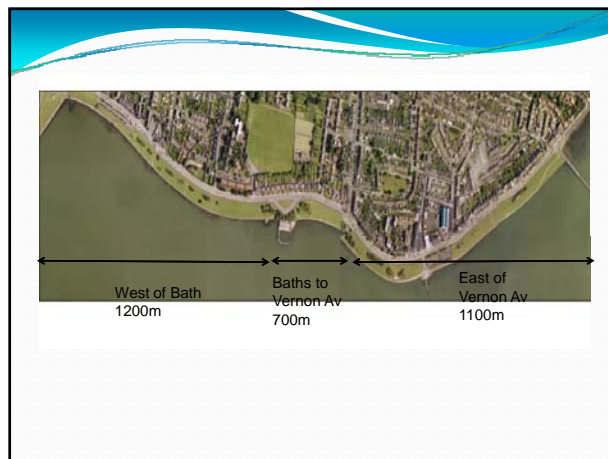 West of Bath
1200m
Baths to
Vernon Av
700m
East of
Vernon Av
1100m